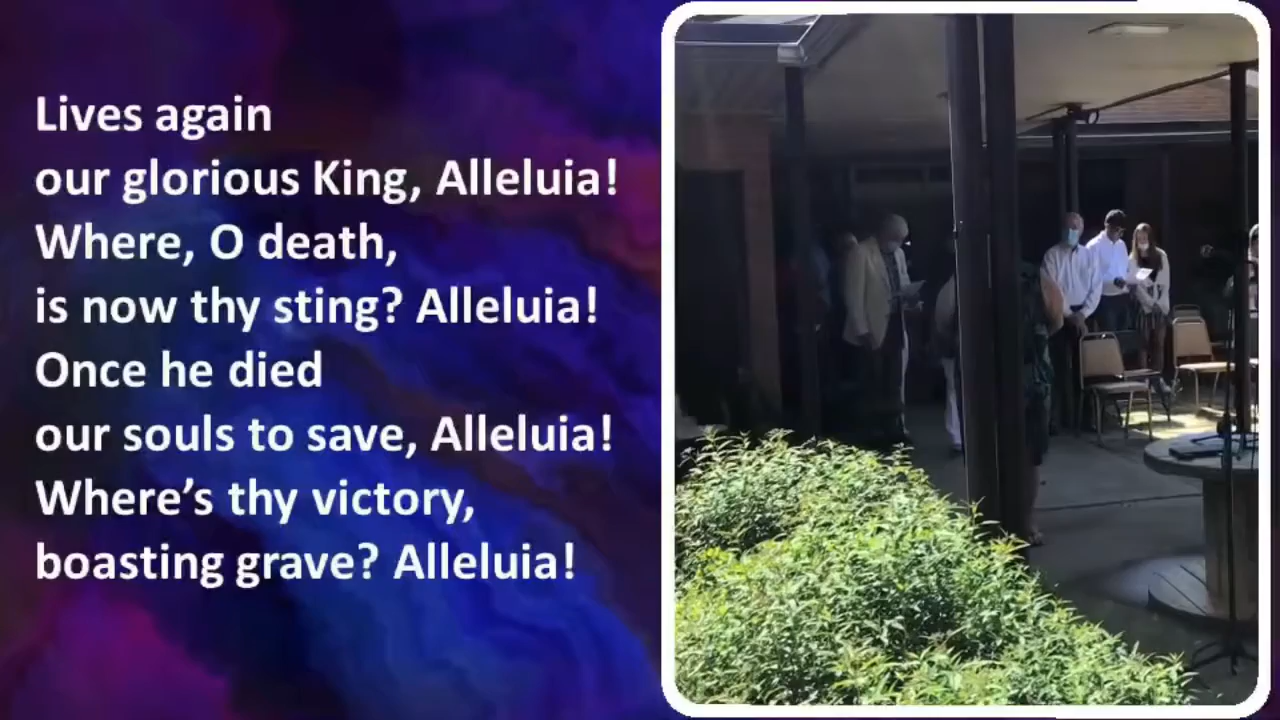 Lives again
our glorious King, Alleluia!
Where, O death,
is now thy sting? Alleluia!
Once he died
our souls to save, Alleluia!
Where’s thy victory,
boasting grave? Alleluia!